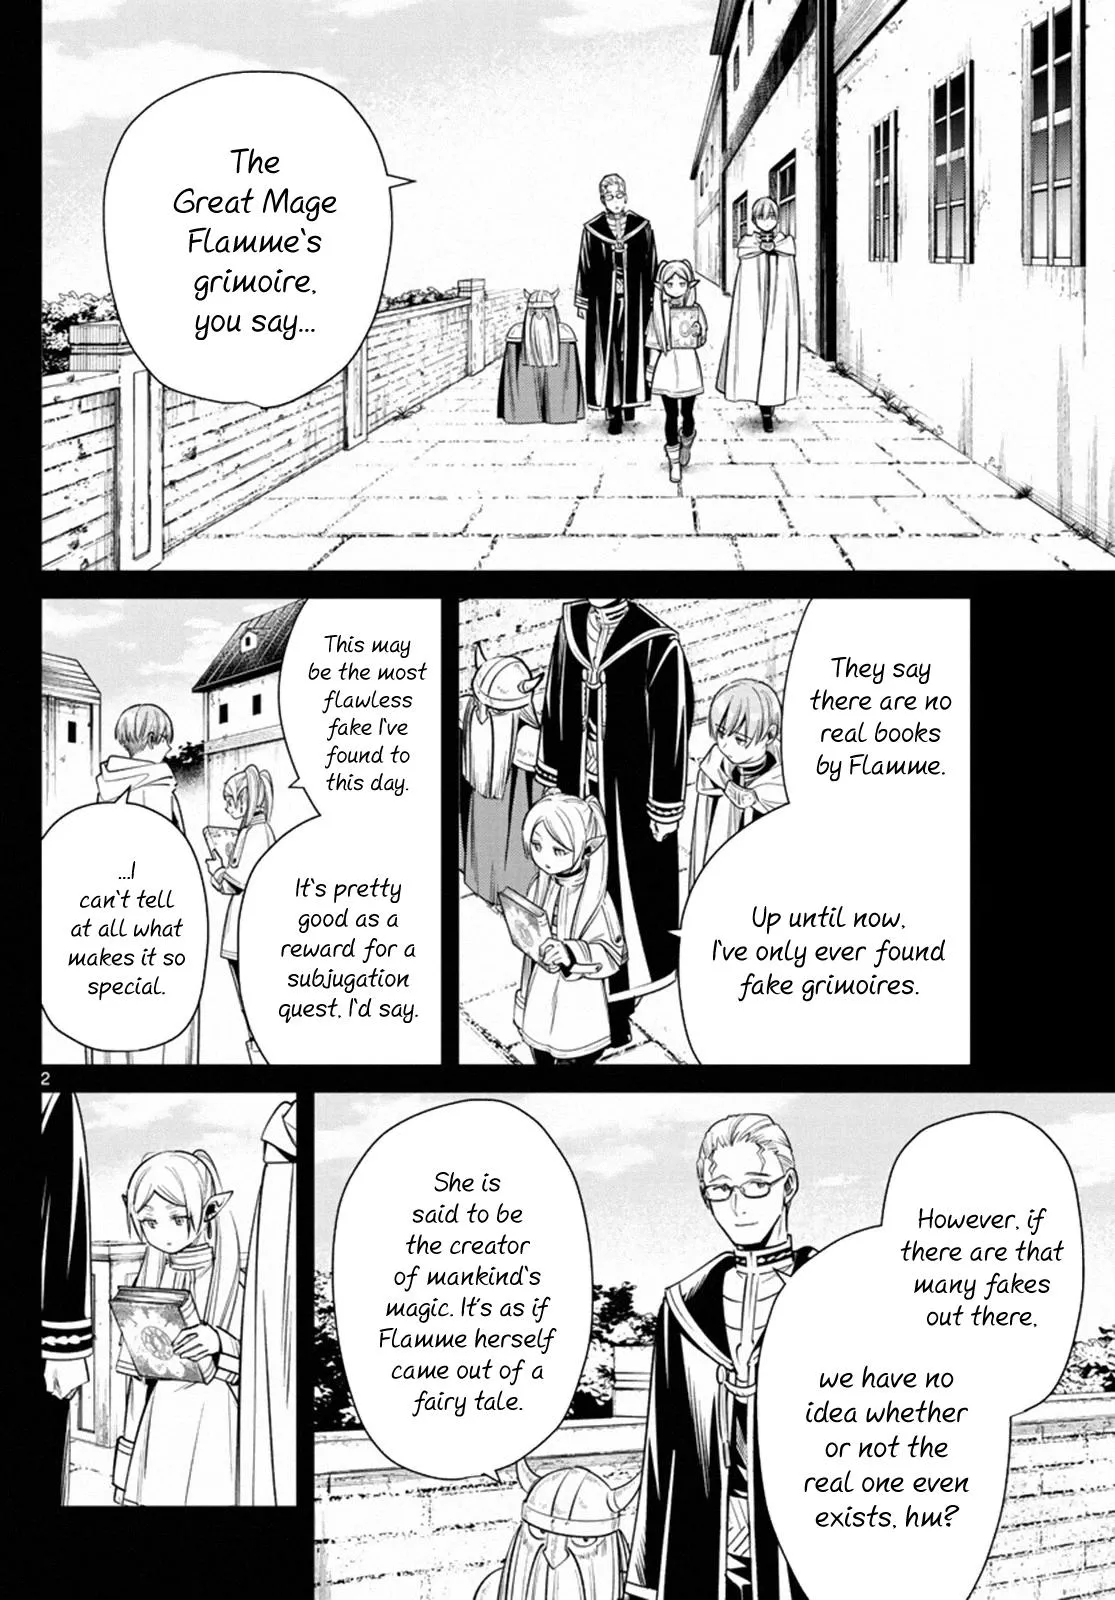 The
Great Mage
Flamme's
grimoire,
you say...
They say
there are no
real books
by Flamme.
Up until now,
I've only ever found
fake grimoires.
This may
be the most
flawless
fake I've
found to
this day.
It's pretty
good as a
reward for a
subjugation
quest, I'd say.
...I
can't tell
at all what
makes it so
special.
2
However, if
there are that
many fakes
out there,
we have no
idea whether
or not the
real one even
exists, hm?
She is
said to be
the creator
of mankind's
magic. It's as if
Flamme herself
came out of a
fairy tale.